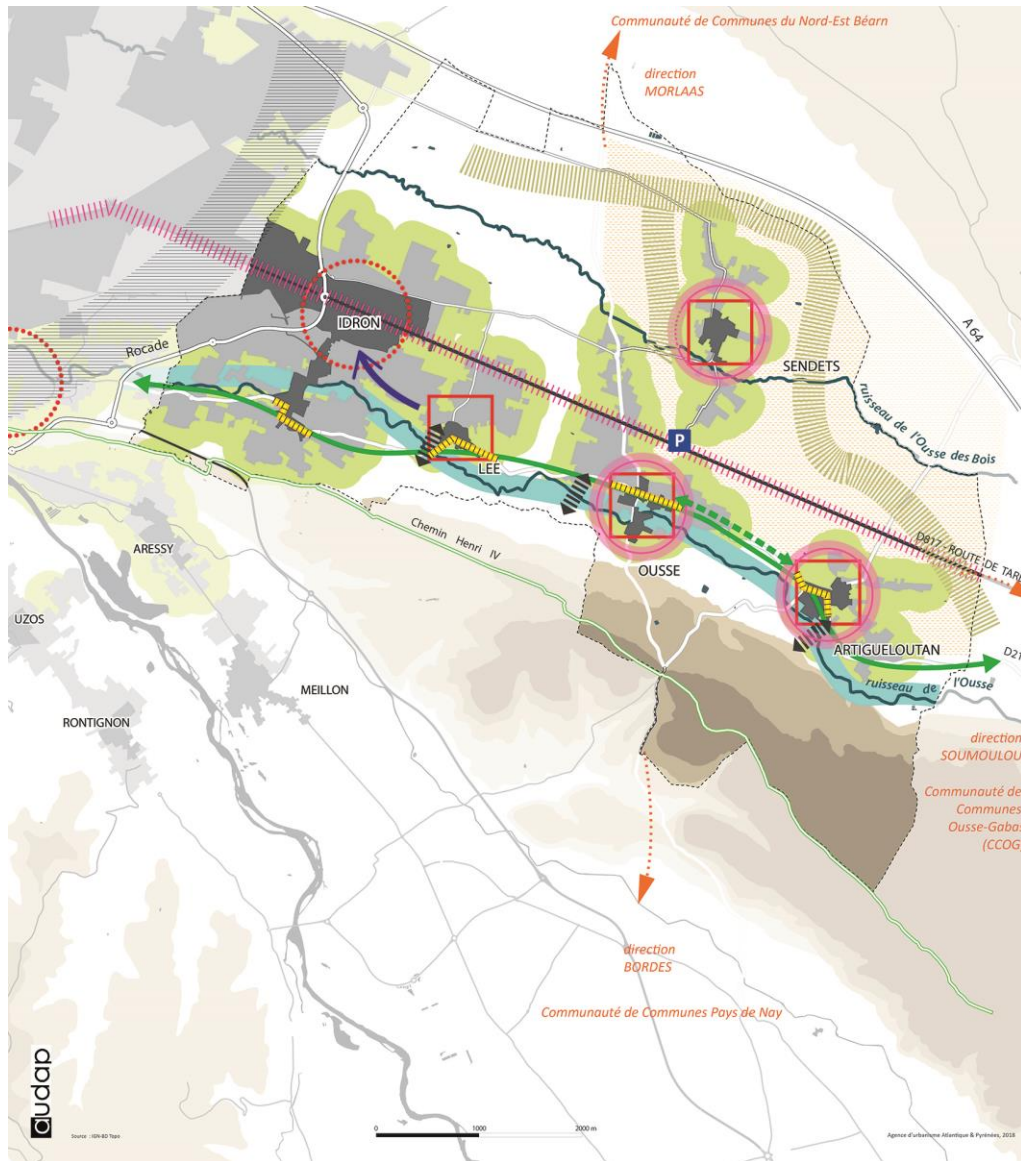 Communauté de Communes du Nord-Est Béarn
direction
MORLAAS
A 64
IDRON
Rocade
SENDETS
ruisseau de l'Ousse des Bois
P
LEE
Chemin Henri IV
ARESSY
OUSSE
D817 - ROUTE DE TARB
UZOS
ARTIGUELOUTAN
D21
MEILLON
ruisseau de l'Ousse
RONTIGNON
direction
SOUMOULOU
Communauté de
Communes
Ousse-Gabas
(CCOG)
direction
BORDES
Communauté de Communes Pays de Nay
audap
Source : IGN-BD Topo
0 1000 2000 m
Agence d'urbanisme Atlantique & Pyrénées, 2018